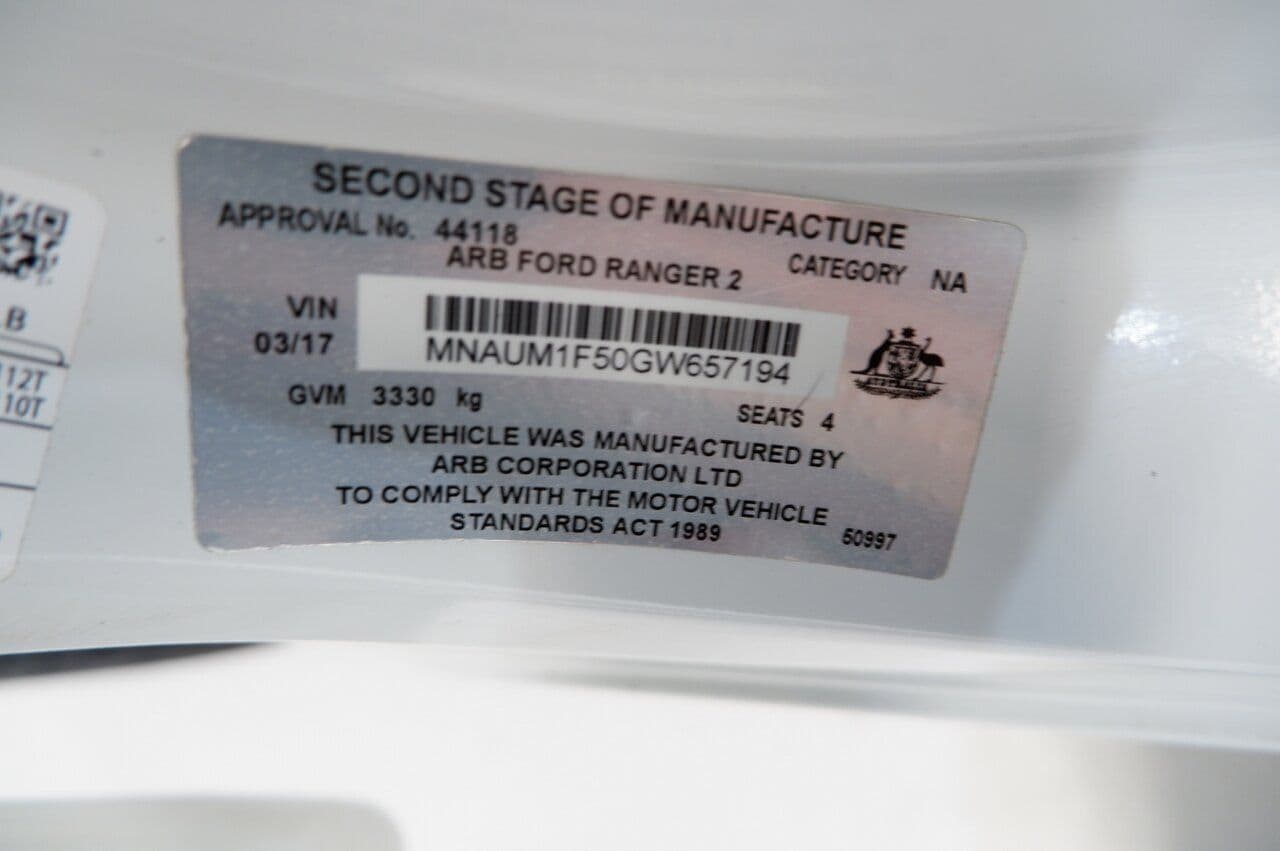 SECOND STAGE OF MANUFACTURE
APPROVAL No. 44118
ARB FORD RANGER 2
CATEGORY NA
VIN
03/17
MNAUM1F50GW657194
GVM 3330 kg
SEATS 4
THIS VEHICLE WAS MANUFACTURED BY
ARB CORPORATION LTD
TO COMPLY WITH THE MOTOR VEHICLE
STANDARDS ACT 1989
50997
.B
12T
10T